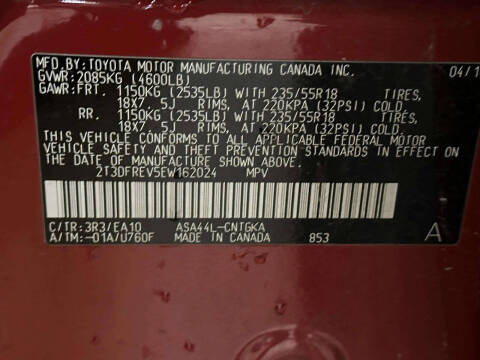 MFD. BY: TOYOTA MOTOR MANUFACTURING CANADA INC. 04/1
GVWR: 2085KG (4600LB)
GAWR: FRT. 1150KG (2535LB) WITH 235/55R18 TIRES,
18X7. 5J RIMS, AT 220KPA (32PSI) COLD.
RR. 1150KG (2535LB) WITH 235/55R18 TIRES,
18X7. 5J RIMS, AT 220KPA (32PSI) COLD.
THIS VEHICLE CONFORMS TO ALL APPLICABLE FEDERAL MOTOR
VEHICLE SAFETY AND THEFT PREVENTION STANDARDS IN EFFECT
ON THE DATE OF MANUFACTURE SHOWN ABOVE.
2T3DFREV5EW162024 MPV
C/TR: 3R3/EA10 ASA44L-CNTGKA
A/TM: -01A/U760F MADE IN CANADA 853 A